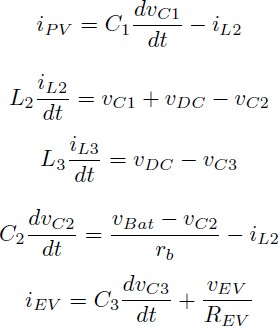 i_{PV} = C_1 \frac{dv_{C1}}{dt} - i_{L2}
L_2 \frac{i_{L2}}{dt} = v_{C1} + v_{DC} - v_{C2}
L_3 \frac{i_{L3}}{dt} = v_{DC} - v_{C3}
C_2 \frac{dv_{C2}}{dt} = \frac{v_{Bat} - v_{C2}}{r_b} - i_{L2}
i_{EV} = C_3 \frac{dv_{C3}}{dt} + \frac{v_{EV}}{R_{EV}}